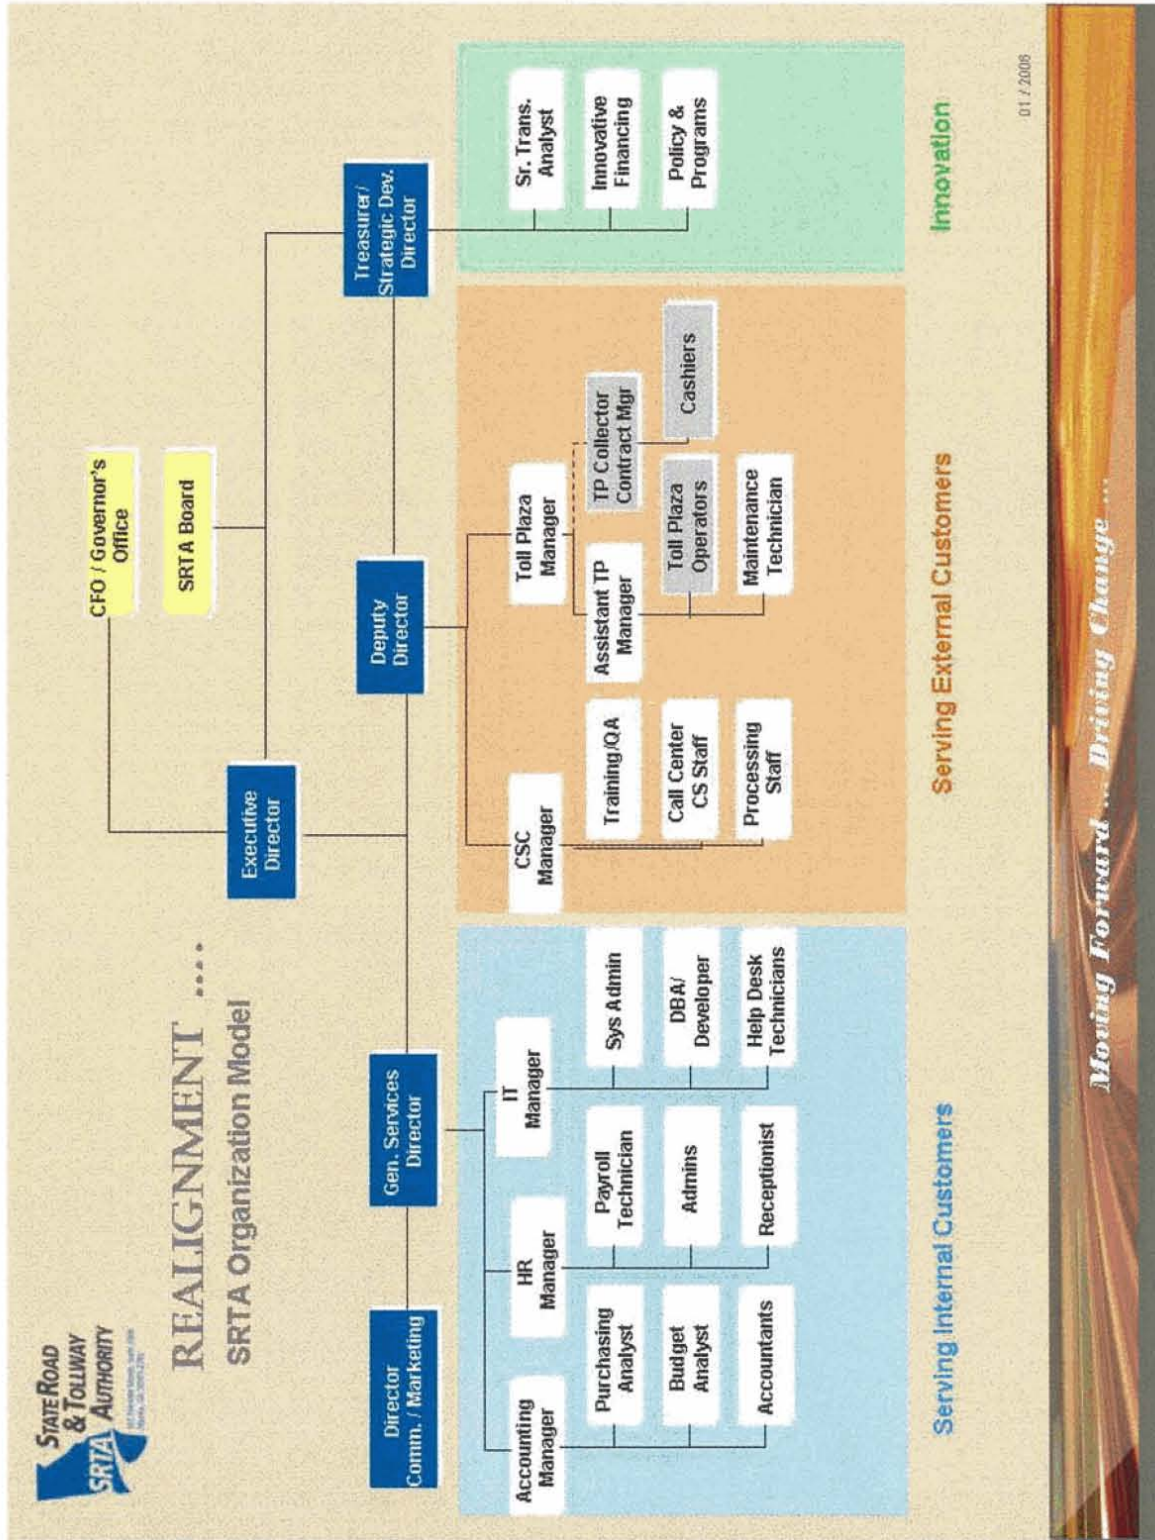 STATE ROAD
& TOLLWAY
SRTA AUTHORITY
REALIGNMENT ....
SRTA Organization Model
CFO / Governor's
Office
SRTA Board
Executive
Director
Director
Comm. / Marketing
Gen. Services
Director
Deputy
Director
Treasurer/
Strategic Dev.
Director
Accounting
Manager
Purchasing
Analyst
Budget
Analyst
Accountants
HR
Manager
Payroll
Technician
Admins
Receptionist
IT
Manager
Sys Admin
DBA/
Developer
Help Desk
Technicians
CSC
Manager
Training/QA
Call Center
CS Staff
Processing
Staff
Toll Plaza
Manager
Assistant TP
Manager
TP Collector
Contract Mgr
Toll Plaza
Operators
Cashiers
Maintenance
Technician
Sr. Trans.
Analyst
Innovative
Financing
Policy &
Programs
Serving Internal Customers
Serving External Customers
Innovation
01 / 2006
Moving Forward ... Driving Change ...